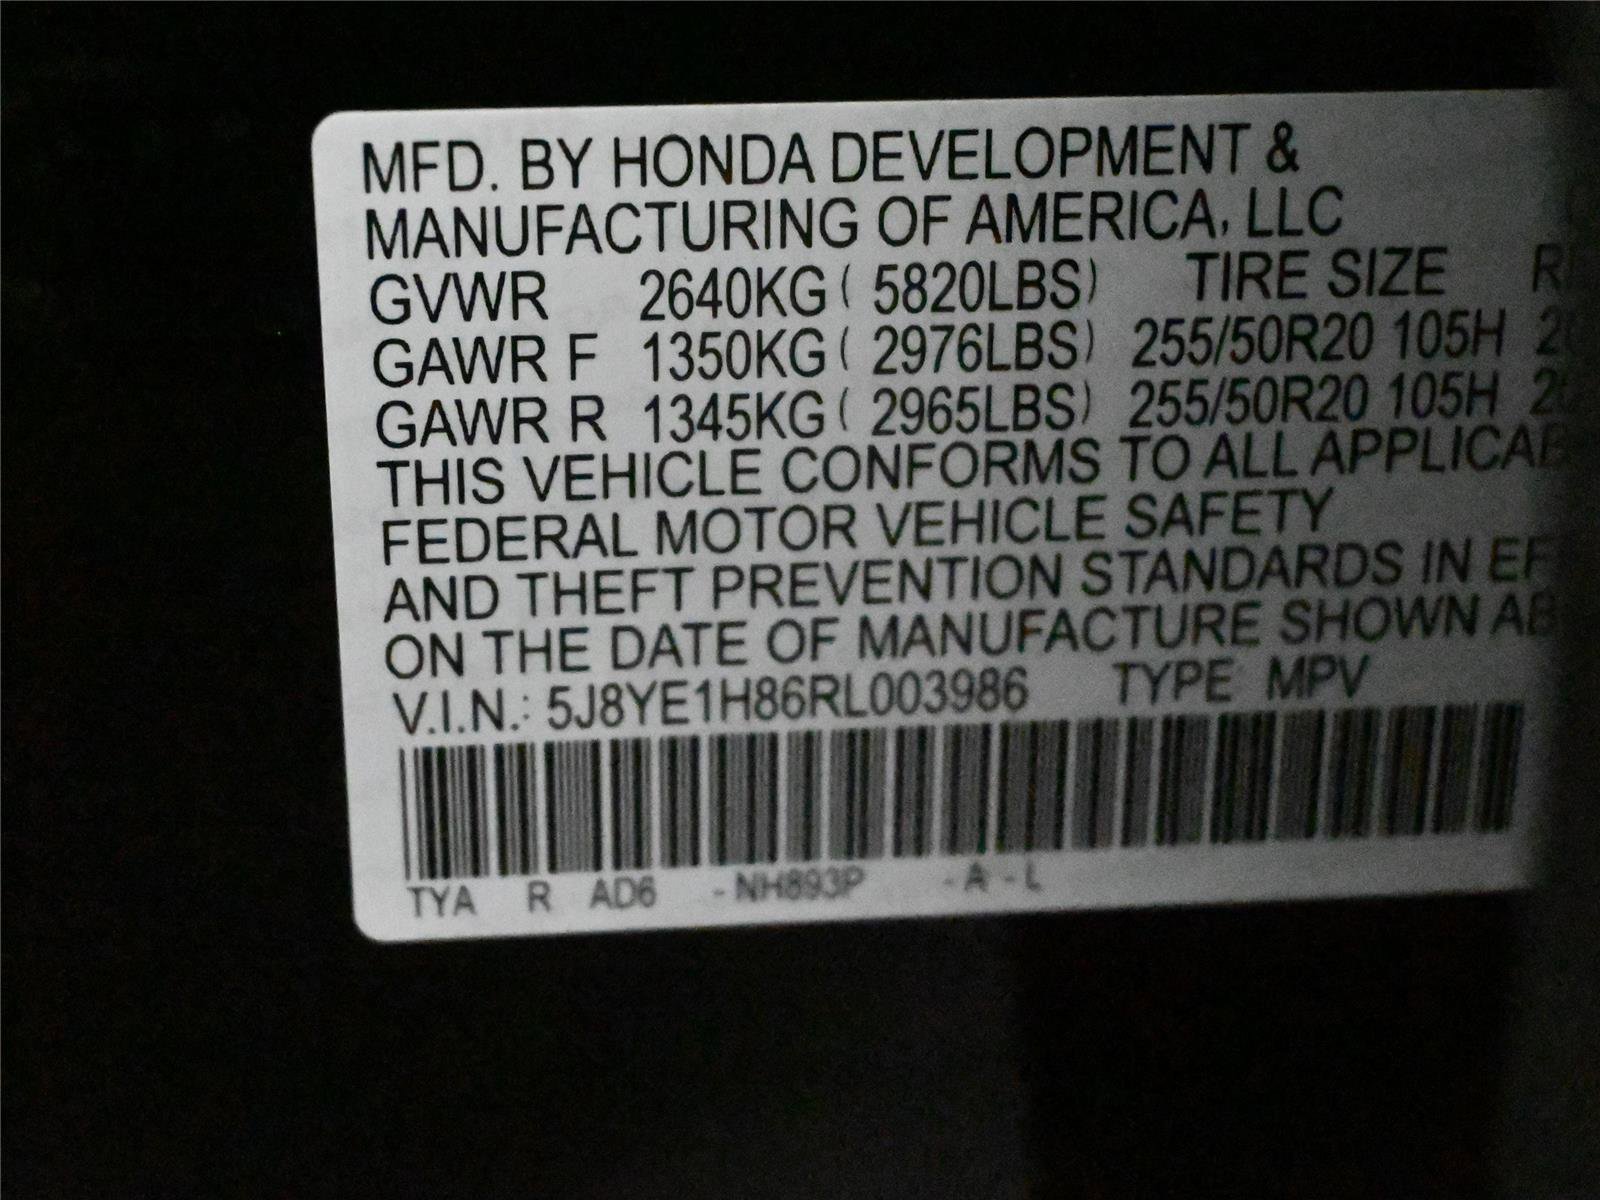 MFD. BY HONDA DEVELOPMENT &
MANUFACTURING OF AMERICA, LLC
GVWR 2640KG ( 5820LBS) TIRE SIZE
GAWR F 1350KG ( 2976LBS) 255/50R20 105H
GAWR R 1345KG ( 2965LBS) 255/50R20 105H
THIS VEHICLE CONFORMS TO ALL
FEDERAL MOTOR VEHICLE SAFETY
AND THEFT PREVENTION STANDARDS IN
ON THE DATE OF MANUFACTURE SHOWN
V.I.N.: 5J8YE1H86RL003986 TYPE MPV
TYA R AD6 -NH893P -A -L